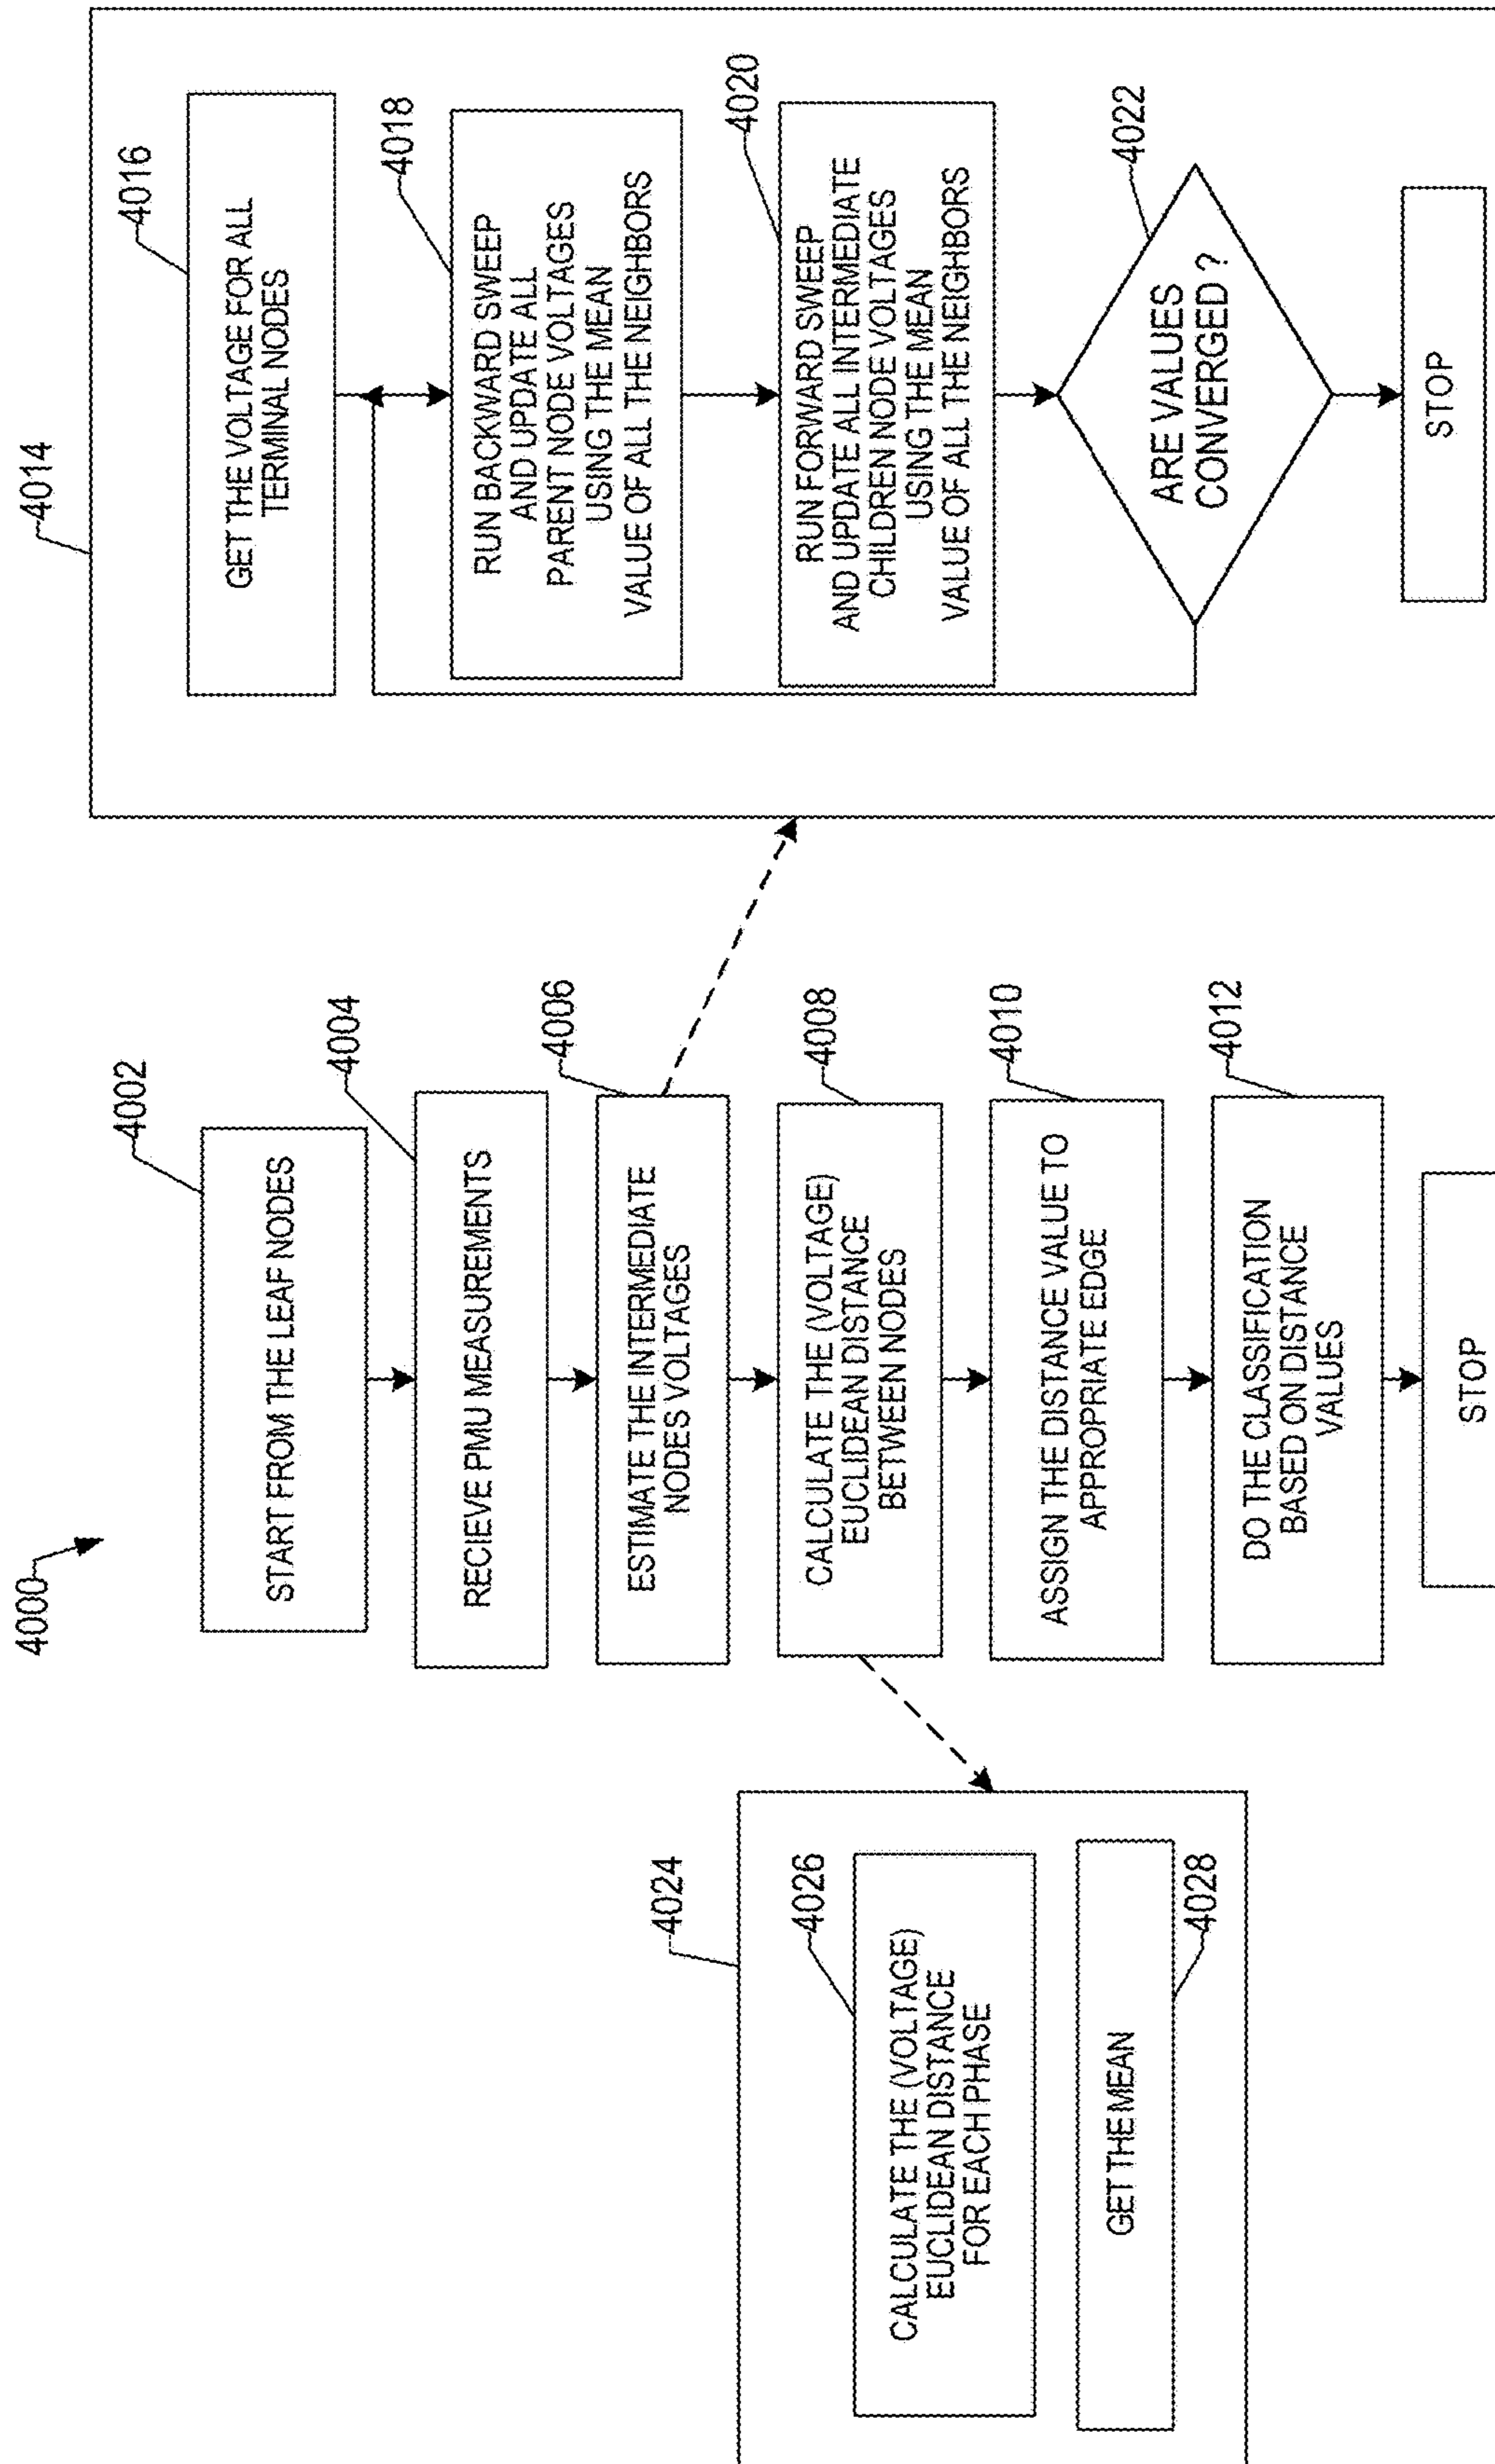 4000
4002
START FROM THE LEAF NODES
4004
RECIEVE PMU MEASUREMENTS
4006
ESTIMATE THE INTERMEDIATE
NODES VOLTAGES
4008
CALCULATE THE (VOLTAGE)
EUCLIDEAN DISTANCE
BETWEEN NODES
4010
ASSIGN THE DISTANCE VALUE TO
APPROPRIATE EDGE
4012
DO THE CLASSIFICATION
BASED ON DISTANCE
VALUES
STOP
4014
4016
GET THE VOLTAGE FOR ALL
TERMINAL NODES
4018
RUN BACKWARD SWEEP
AND UPDATE ALL
PARENT NODE VOLTAGES
USING THE MEAN
VALUE OF ALL THE NEIGHBORS
4020
RUN FORWARD SWEEP
AND UPDATE ALL INTERMEDIATE
CHILDREN NODE VOLTAGES
USING THE MEAN
VALUE OF ALL THE NEIGHBORS
4022
ARE VALUES
CONVERGED ?
STOP
4024
4026
CALCULATE THE (VOLTAGE)
EUCLIDEAN DISTANCE
FOR EACH PHASE
GET THE MEAN
4028